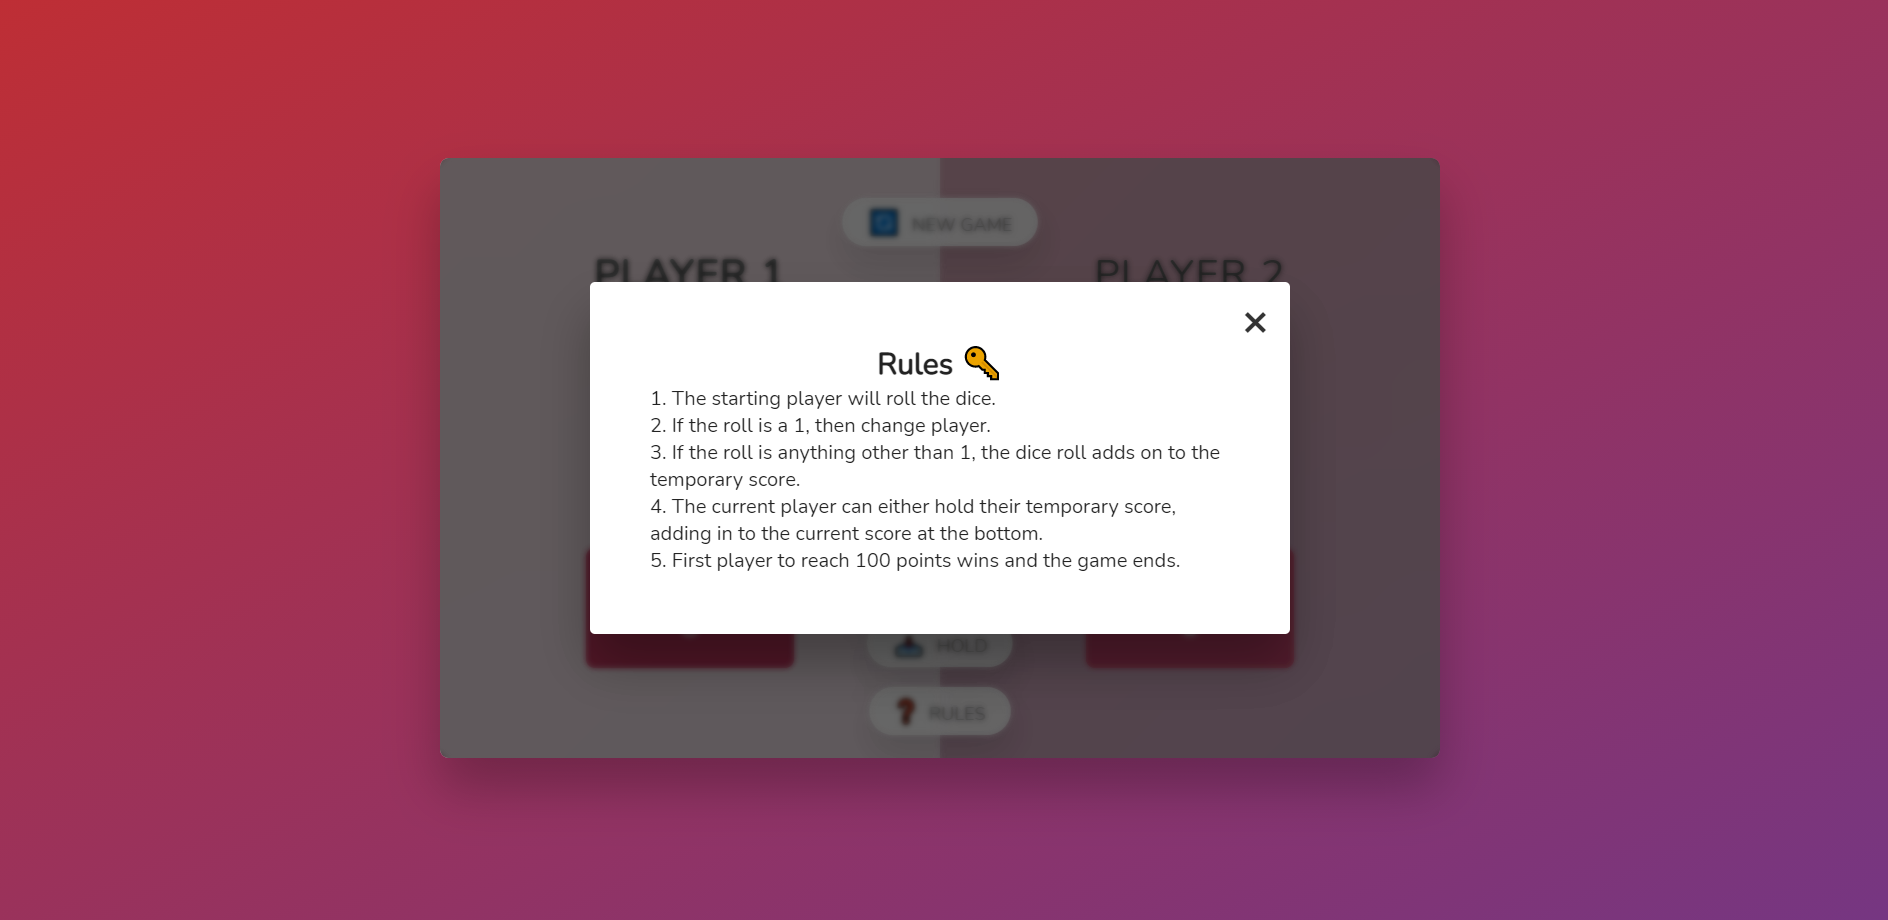 NEW GAME
PLAYER 1
PLAYER 2
Rules
1. The starting player will roll the dice.
2. If the roll is a 1, then change player.
3. If the roll is anything other than 1, the dice roll adds on to the
temporary score.
4. The current player can either hold their temporary score,
adding in to the current score at the bottom.
5. First player to reach 100 points wins and the game ends.
HOLD
RULES